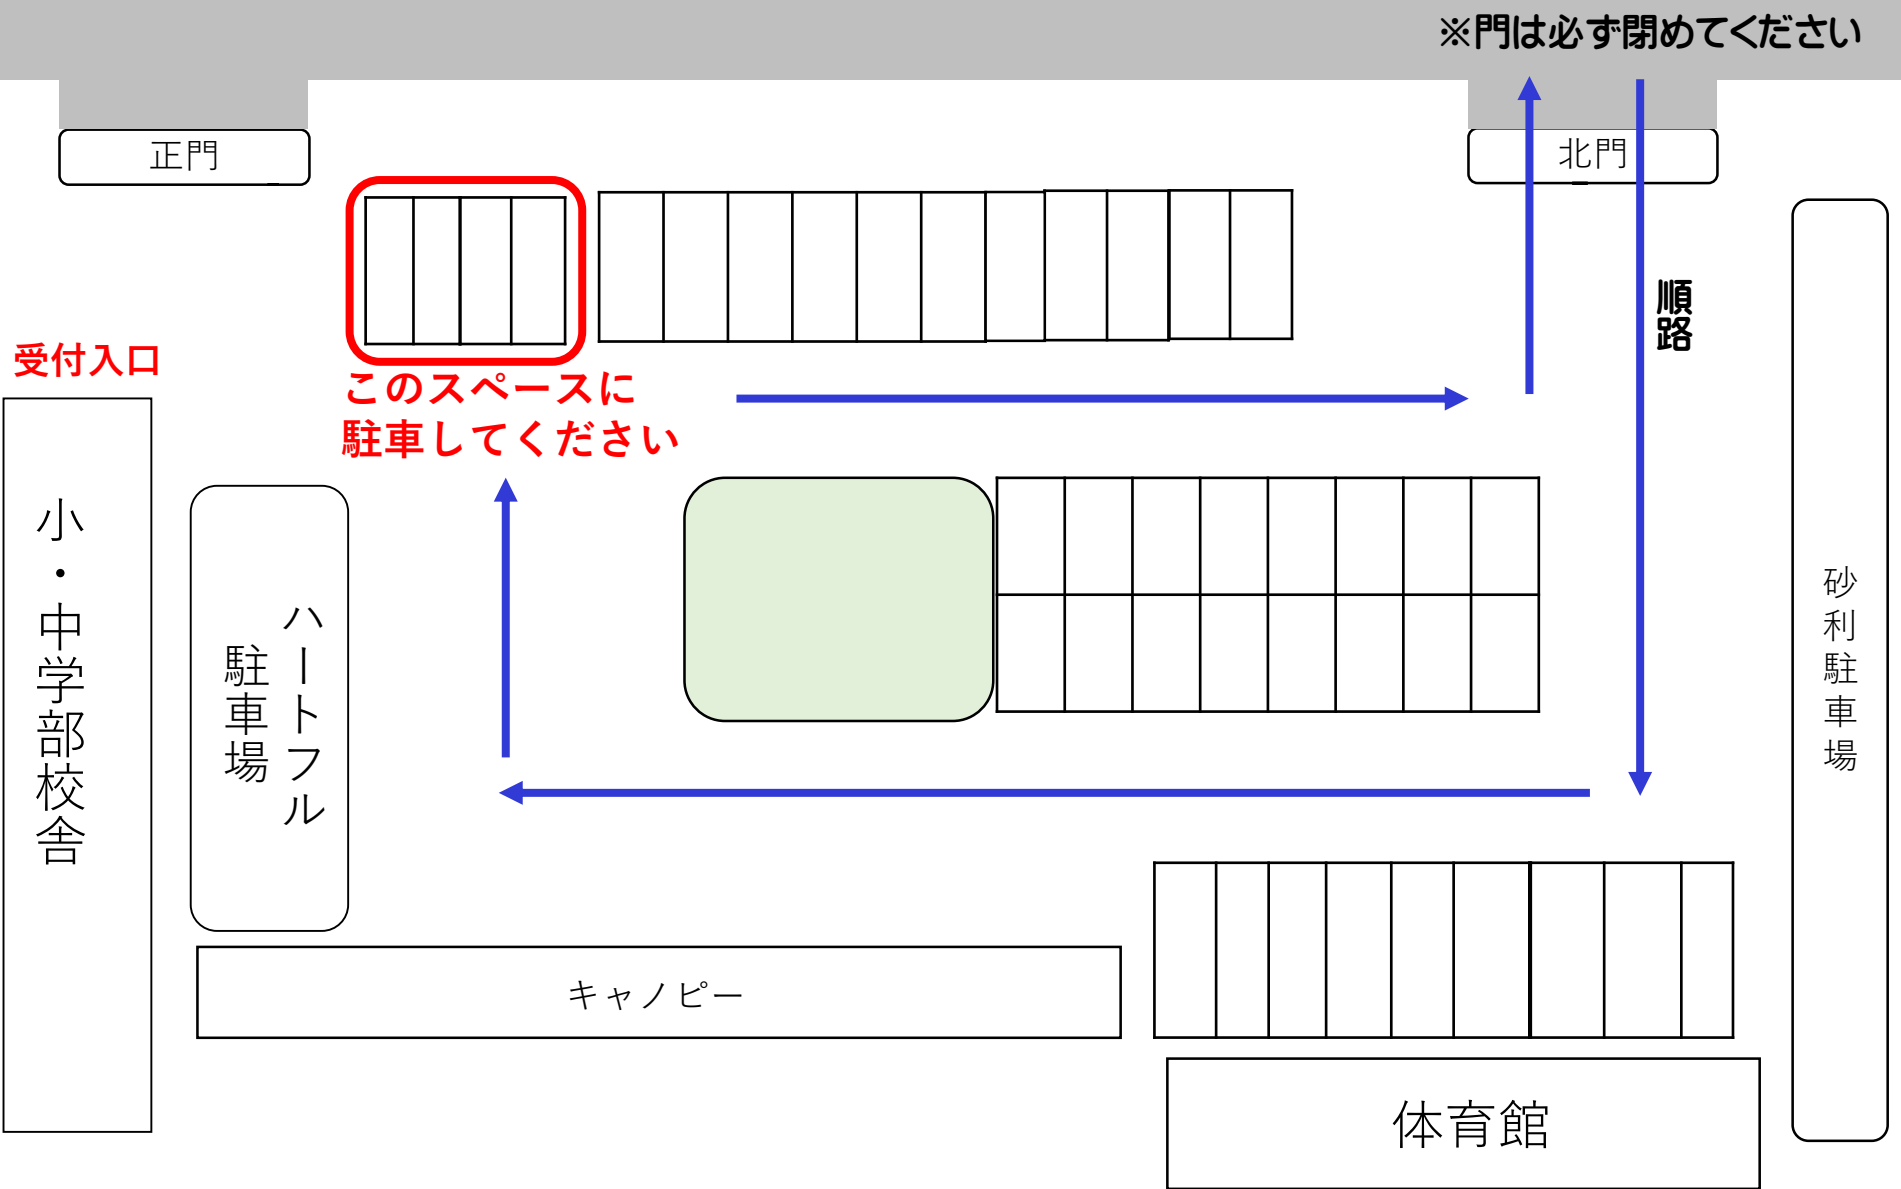 ※門は必ず閉めてください
正門
北門
順路
受付入口
このスペースに
駐車してください
小・中学部校舎
ハートフル
駐車場
砂利駐車場
キャノピー
体育館